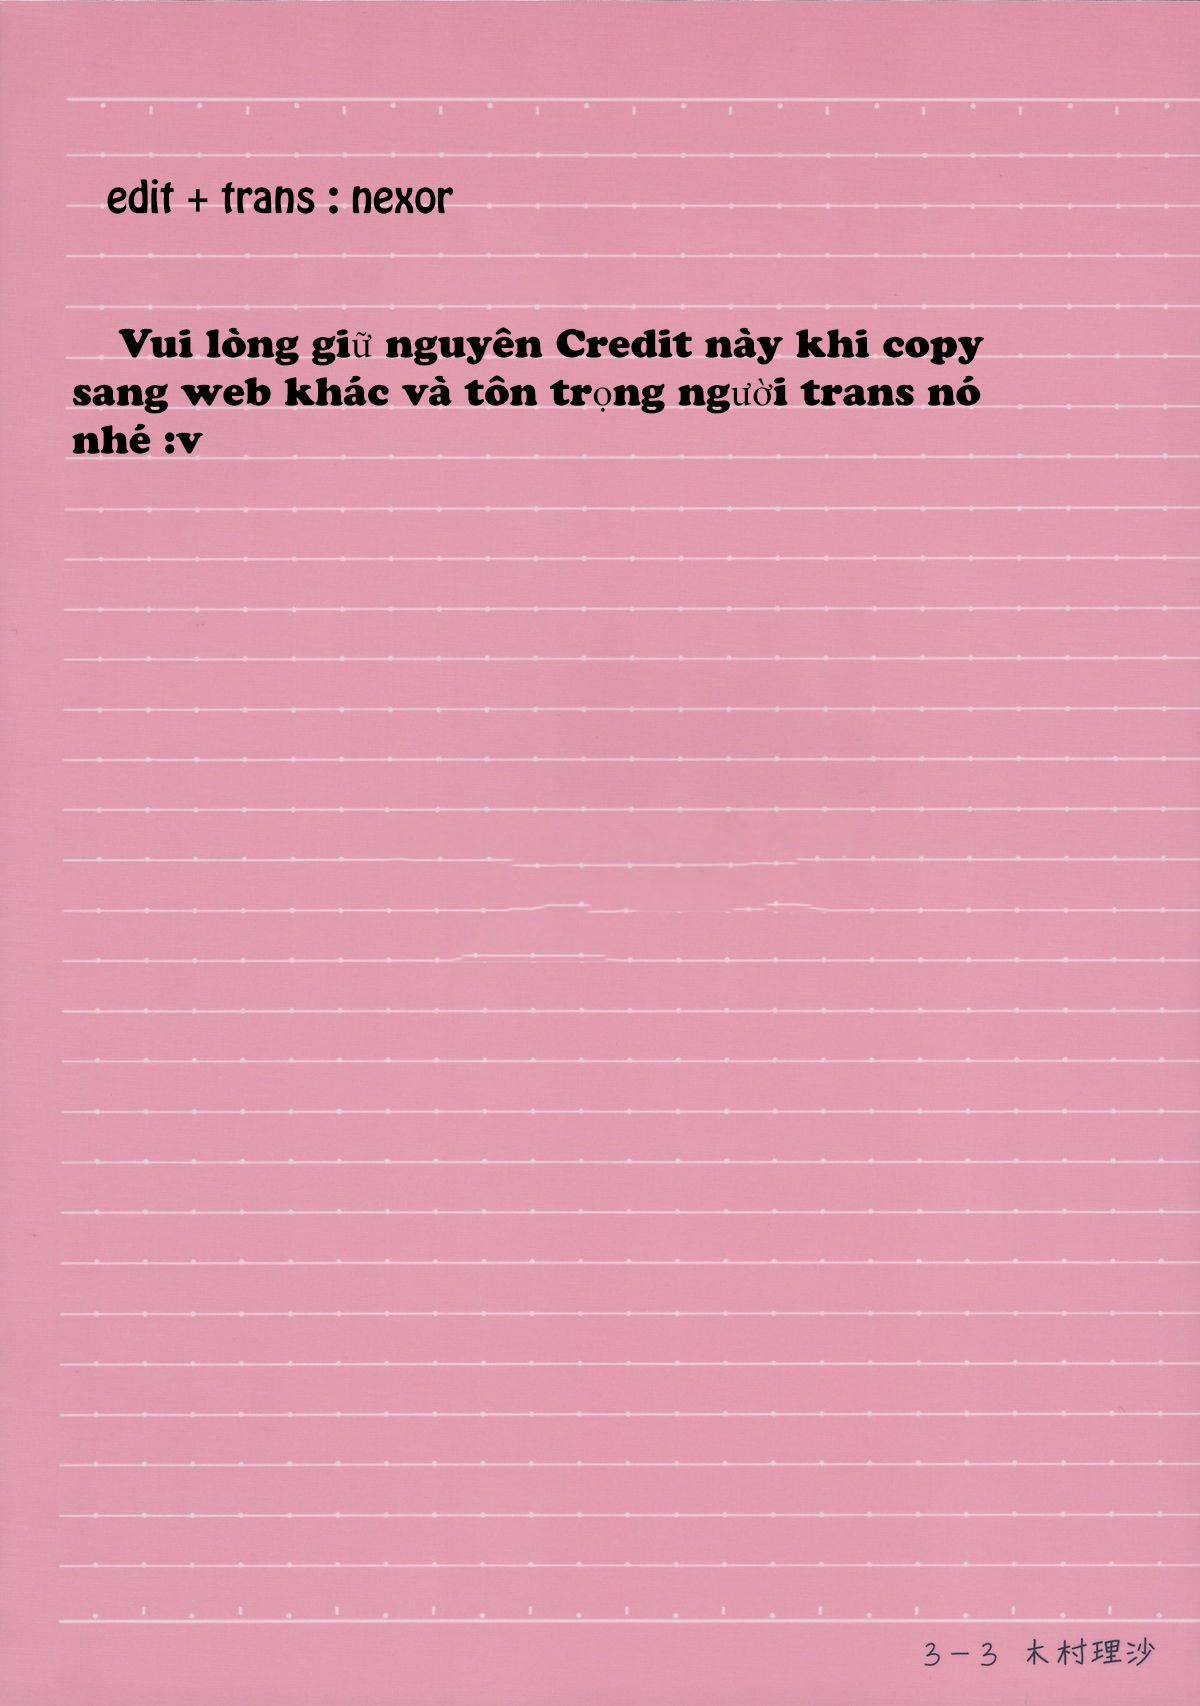 edit + trans : nexor
Vui lòng giữ nguyên Credit này khi copy
sang web khác và tôn trọng người trans nó
nhé :v
3-3 木村理沙